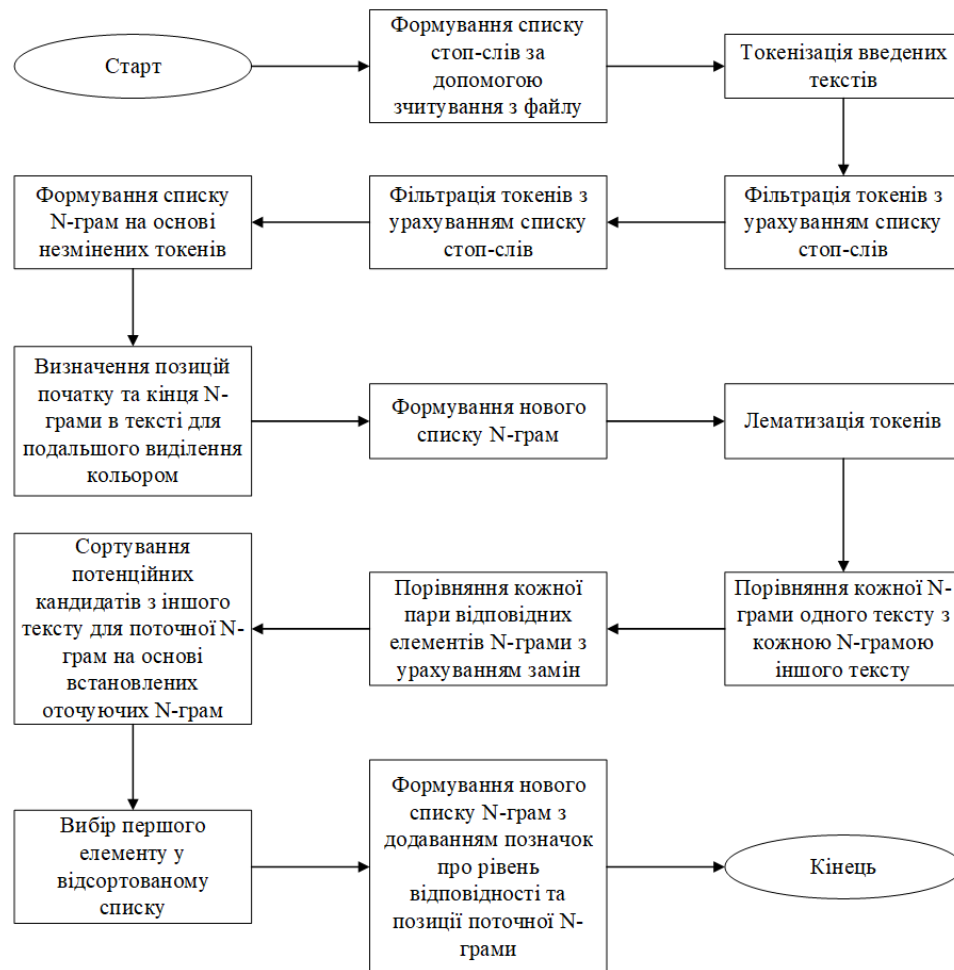 Старт
Формування списку
стоп-слів за
допомогою
зчитування з файлу
Токенізація введених
текстів
Фільтрація токенів з
урахуванням списку
стоп-слів
Фільтрація токенів з
урахуванням списку
стоп-слів
Формування списку
N-грам на основі
незмінених токенів
Визначення позицій
початку та кінця N-
грами в тексті для
подальшого виділення
кольором
Формування нового
списку N-грам
Лематизація токенів
Порівняння кожної N-
грами одного тексту з
кожною N-грамою
іншого тексту
Порівняння кожної
пари відповідних
елементів N-грами з
урахуванням замін
Сортування
потенційних
кандидатів з іншого
тексту для поточної N-
грам на основі
встановлених
оточуючих N-грам
Вибір першого
елементу у
відсортованому
списку
Формування нового
списку N-грам з
додаванням позначок
про рівень
відповідності та
позиції поточної N-
грами
Кінець